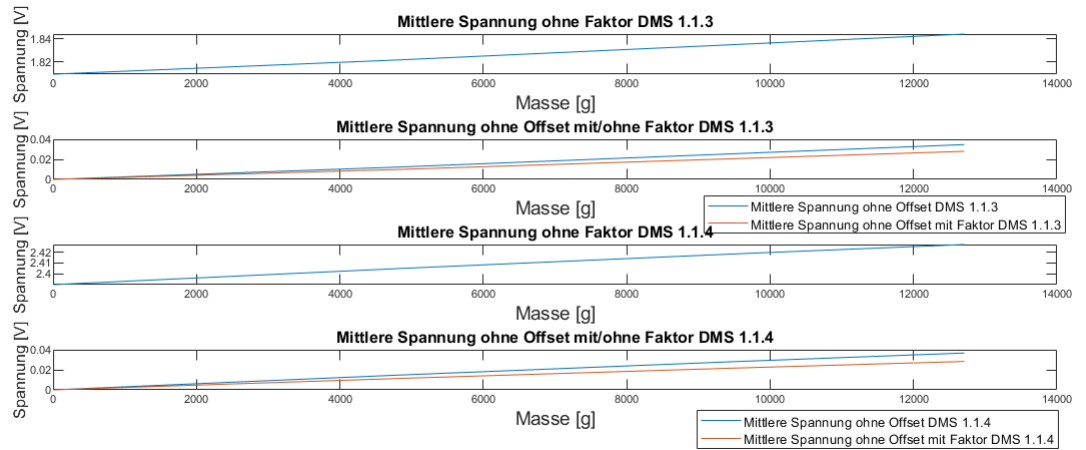 Mittlere Spannung ohne Faktor DMS 1.1.3
Spannung [V]
1.84
1.82
0 2000 4000 6000 8000 10000 12000 14000
Masse [g]
Mittlere Spannung ohne Offset mit/ohne Faktor DMS 1.1.3
Spannung [V]
0.04
0.02
0
0 2000 4000 6000 8000 10000 12000 14000
Masse [g]
Mittlere Spannung ohne Offset DMS 1.1.3
Mittlere Spannung ohne Offset mit Faktor DMS 1.1.3
Mittlere Spannung ohne Faktor DMS 1.1.4
Spannung [V]
2.42
2.41
2.4
0 2000 4000 6000 8000 10000 12000 14000
Masse [g]
Mittlere Spannung ohne Offset mit/ohne Faktor DMS 1.1.4
Spannung [V]
0.04
0.02
0
0 2000 4000 6000 8000 10000 12000 14000
Masse [g]
Mittlere Spannung ohne Offset DMS 1.1.4
Mittlere Spannung ohne Offset mit Faktor DMS 1.1.4